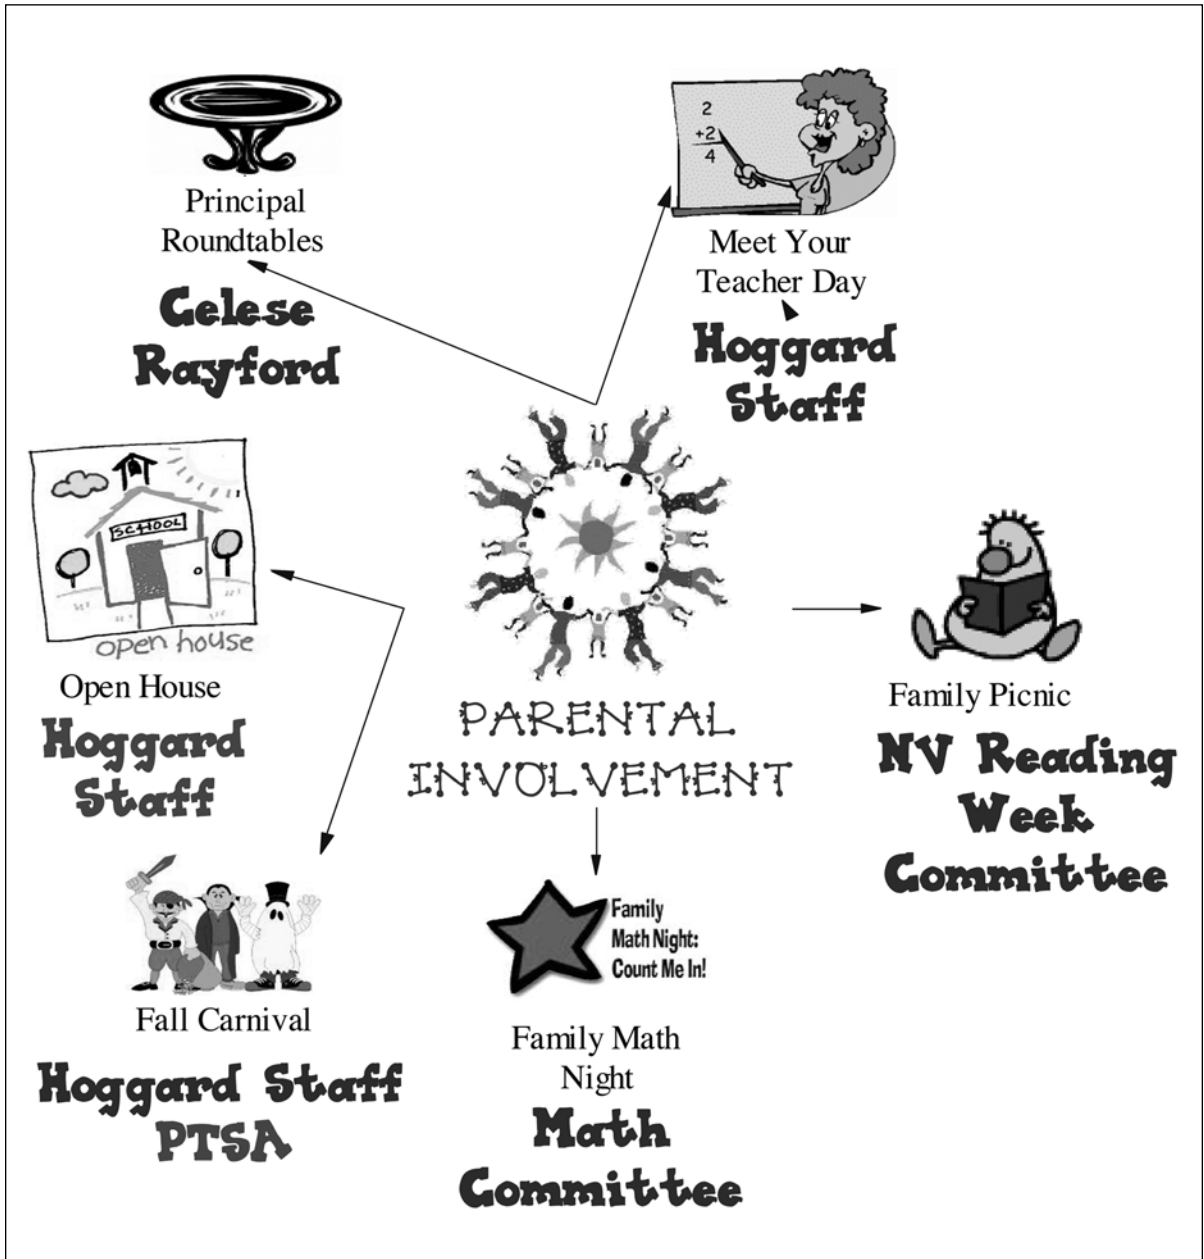 Principal
Roundtables
Celese
Rayford
2
+2
4
Meet Your
Teacher Day
Hoggard
Staff
SCHOOL
open house
Open House
Hoggard
Staff
PARENTAL
INVOLVEMENT
Family Picnic
NV Reading
Week
Committee
Fall Carnival
Hoggard Staff
PTSA
Family
Math Night:
Count Me In!
Family Math
Night
Math
Committee